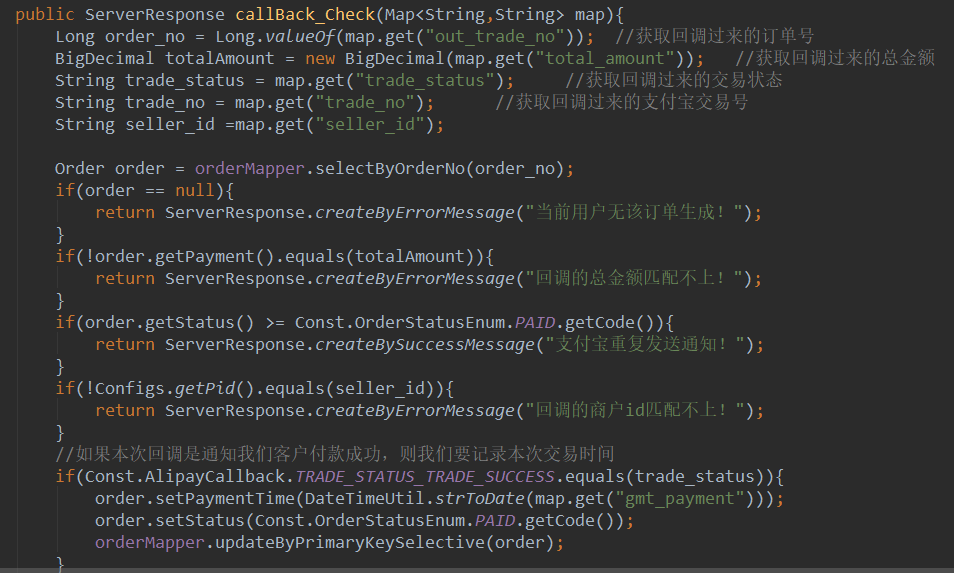 public ServerResponse callBack_Check(Map<String,String> map){
Long order_no = Long.valueOf(map.get("out_trade_no"));  //获取回调过来的订单号
BigDecimal totalAmount = new BigDecimal(map.get("total_amount"));   //获取回调过来的总金额
String trade_status = map.get("trade_status");     //获取回调过来的交易状态
String trade_no = map.get("trade_no");      //获取回调过来的支付宝交易号
String seller_id =map.get("seller_id");
Order order = orderMapper.selectByOrderNo(order_no);
if(order == null){
return ServerResponse.createByErrorMessage("当前用户无该订单生成！");
}
if(!order.getPayment().equals(totalAmount)){
return ServerResponse.createByErrorMessage("回调的总金额匹配不上！");
}
if(order.getStatus() >= Const.OrderStatusEnum.PAID.getCode()){
return ServerResponse.createBySuccessMessage("支付宝重复发送通知！");
}
if(!Configs.getPid().equals(seller_id)){
return ServerResponse.createByErrorMessage("回调的商户id匹配不上！");
}
//如果本次回调是通知我们客户付款成功，则我们要记录本次交易时间
if(Const.AlipayCallback.TRADE_STATUS_TRADE_SUCCESS.equals(trade_status)){
order.setPaymentTime(DateTimeUtil.strToDate(map.get("gmt_payment")));
order.setStatus(Const.OrderStatusEnum.PAID.getCode());
orderMapper.updateByPrimaryKeySelective(order);
}